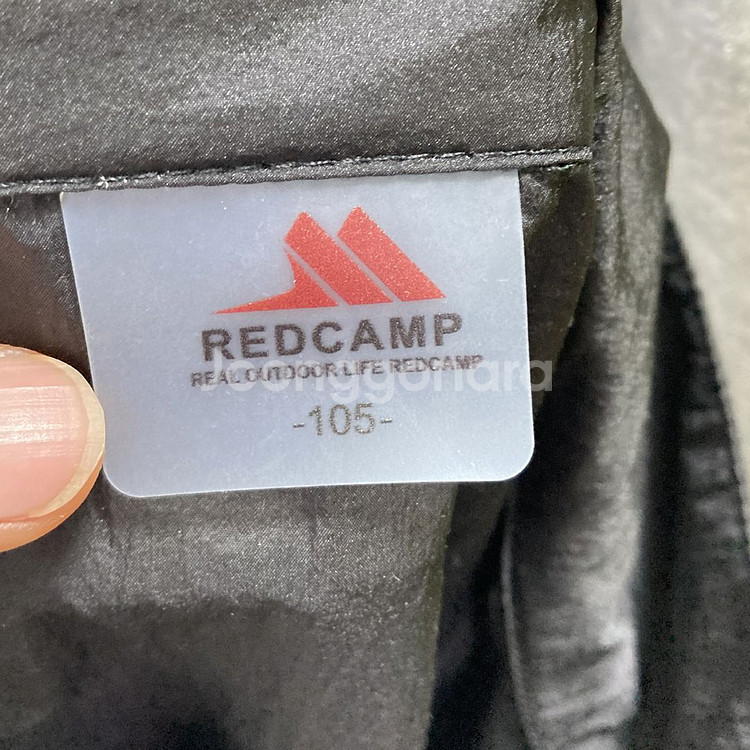 REDCAMP
REAL OUTDOOR LIFE REDCAMP
Joonggonara
-105-